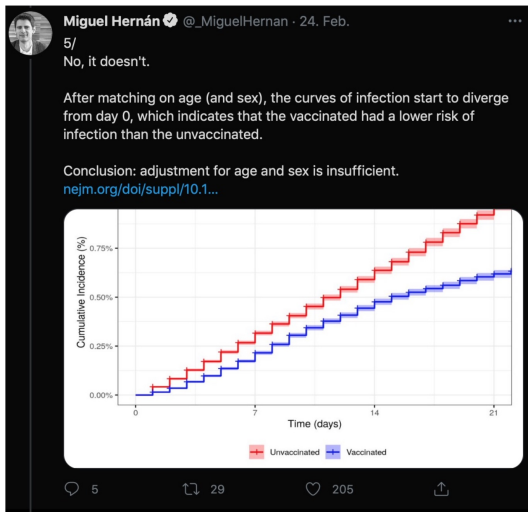 Miguel Hernán @_MiguelHernan · 24. Feb.
5/
No, it doesn't.
After matching on age (and sex), the curves of infection start to diverge
from day 0, which indicates that the vaccinated had a lower risk of
infection than the unvaccinated.
Conclusion: adjustment for age and sex is insufficient.
nejm.org/doi/suppl/10.1...
Cumulative Incidence (%)
0.75%
0.50%
0.25%
0.00%
0 7 14 21
Time (days)
Unvaccinated Vaccinated
5 29 205